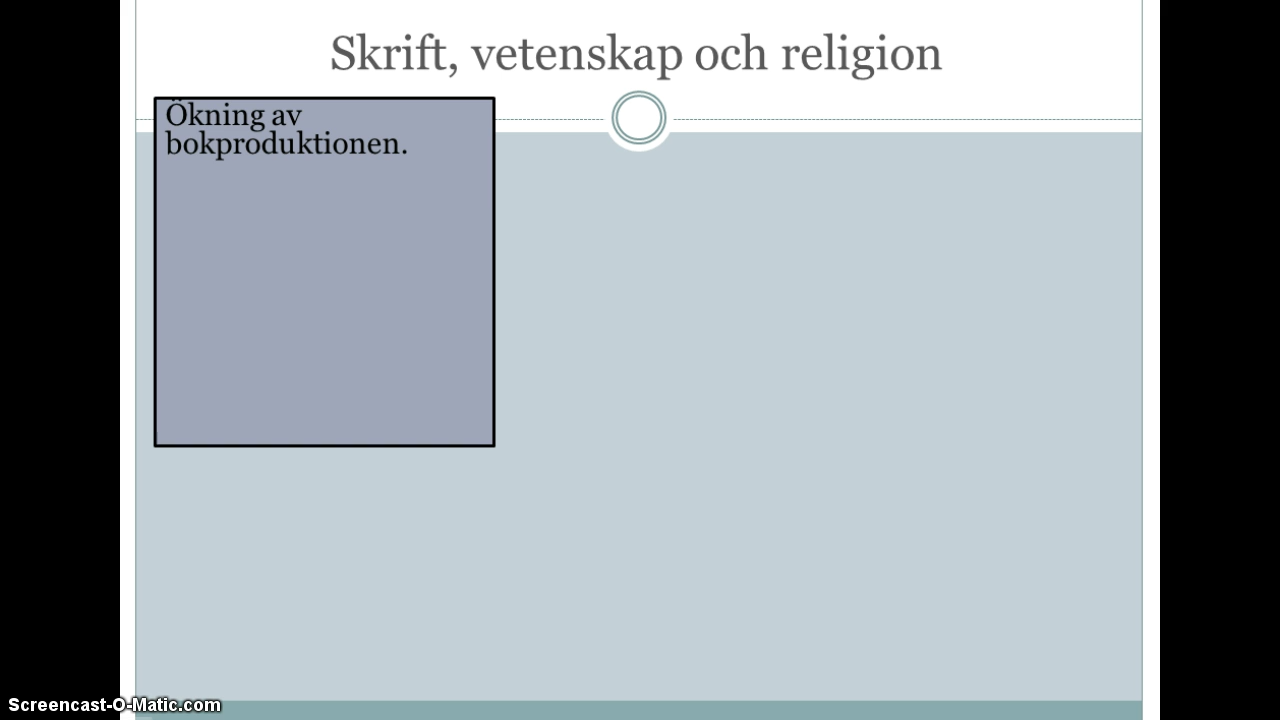 Skrift, vetenskap och religion
Ökning av
bokproduktionen.
Screencast-O-Matic.com